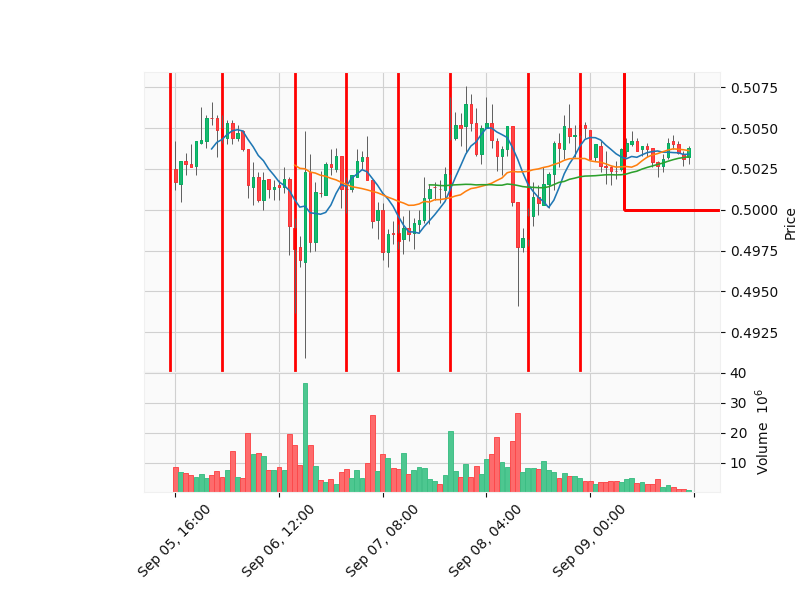 0.5075
0.5050
0.5025
0.5000
0.4975
0.4950
0.4925
Price
40
30
20
10
Volume 10⁶
Sep 05, 16:00
Sep 06, 12:00
Sep 07, 08:00
Sep 08, 04:00
Sep 09, 00:00